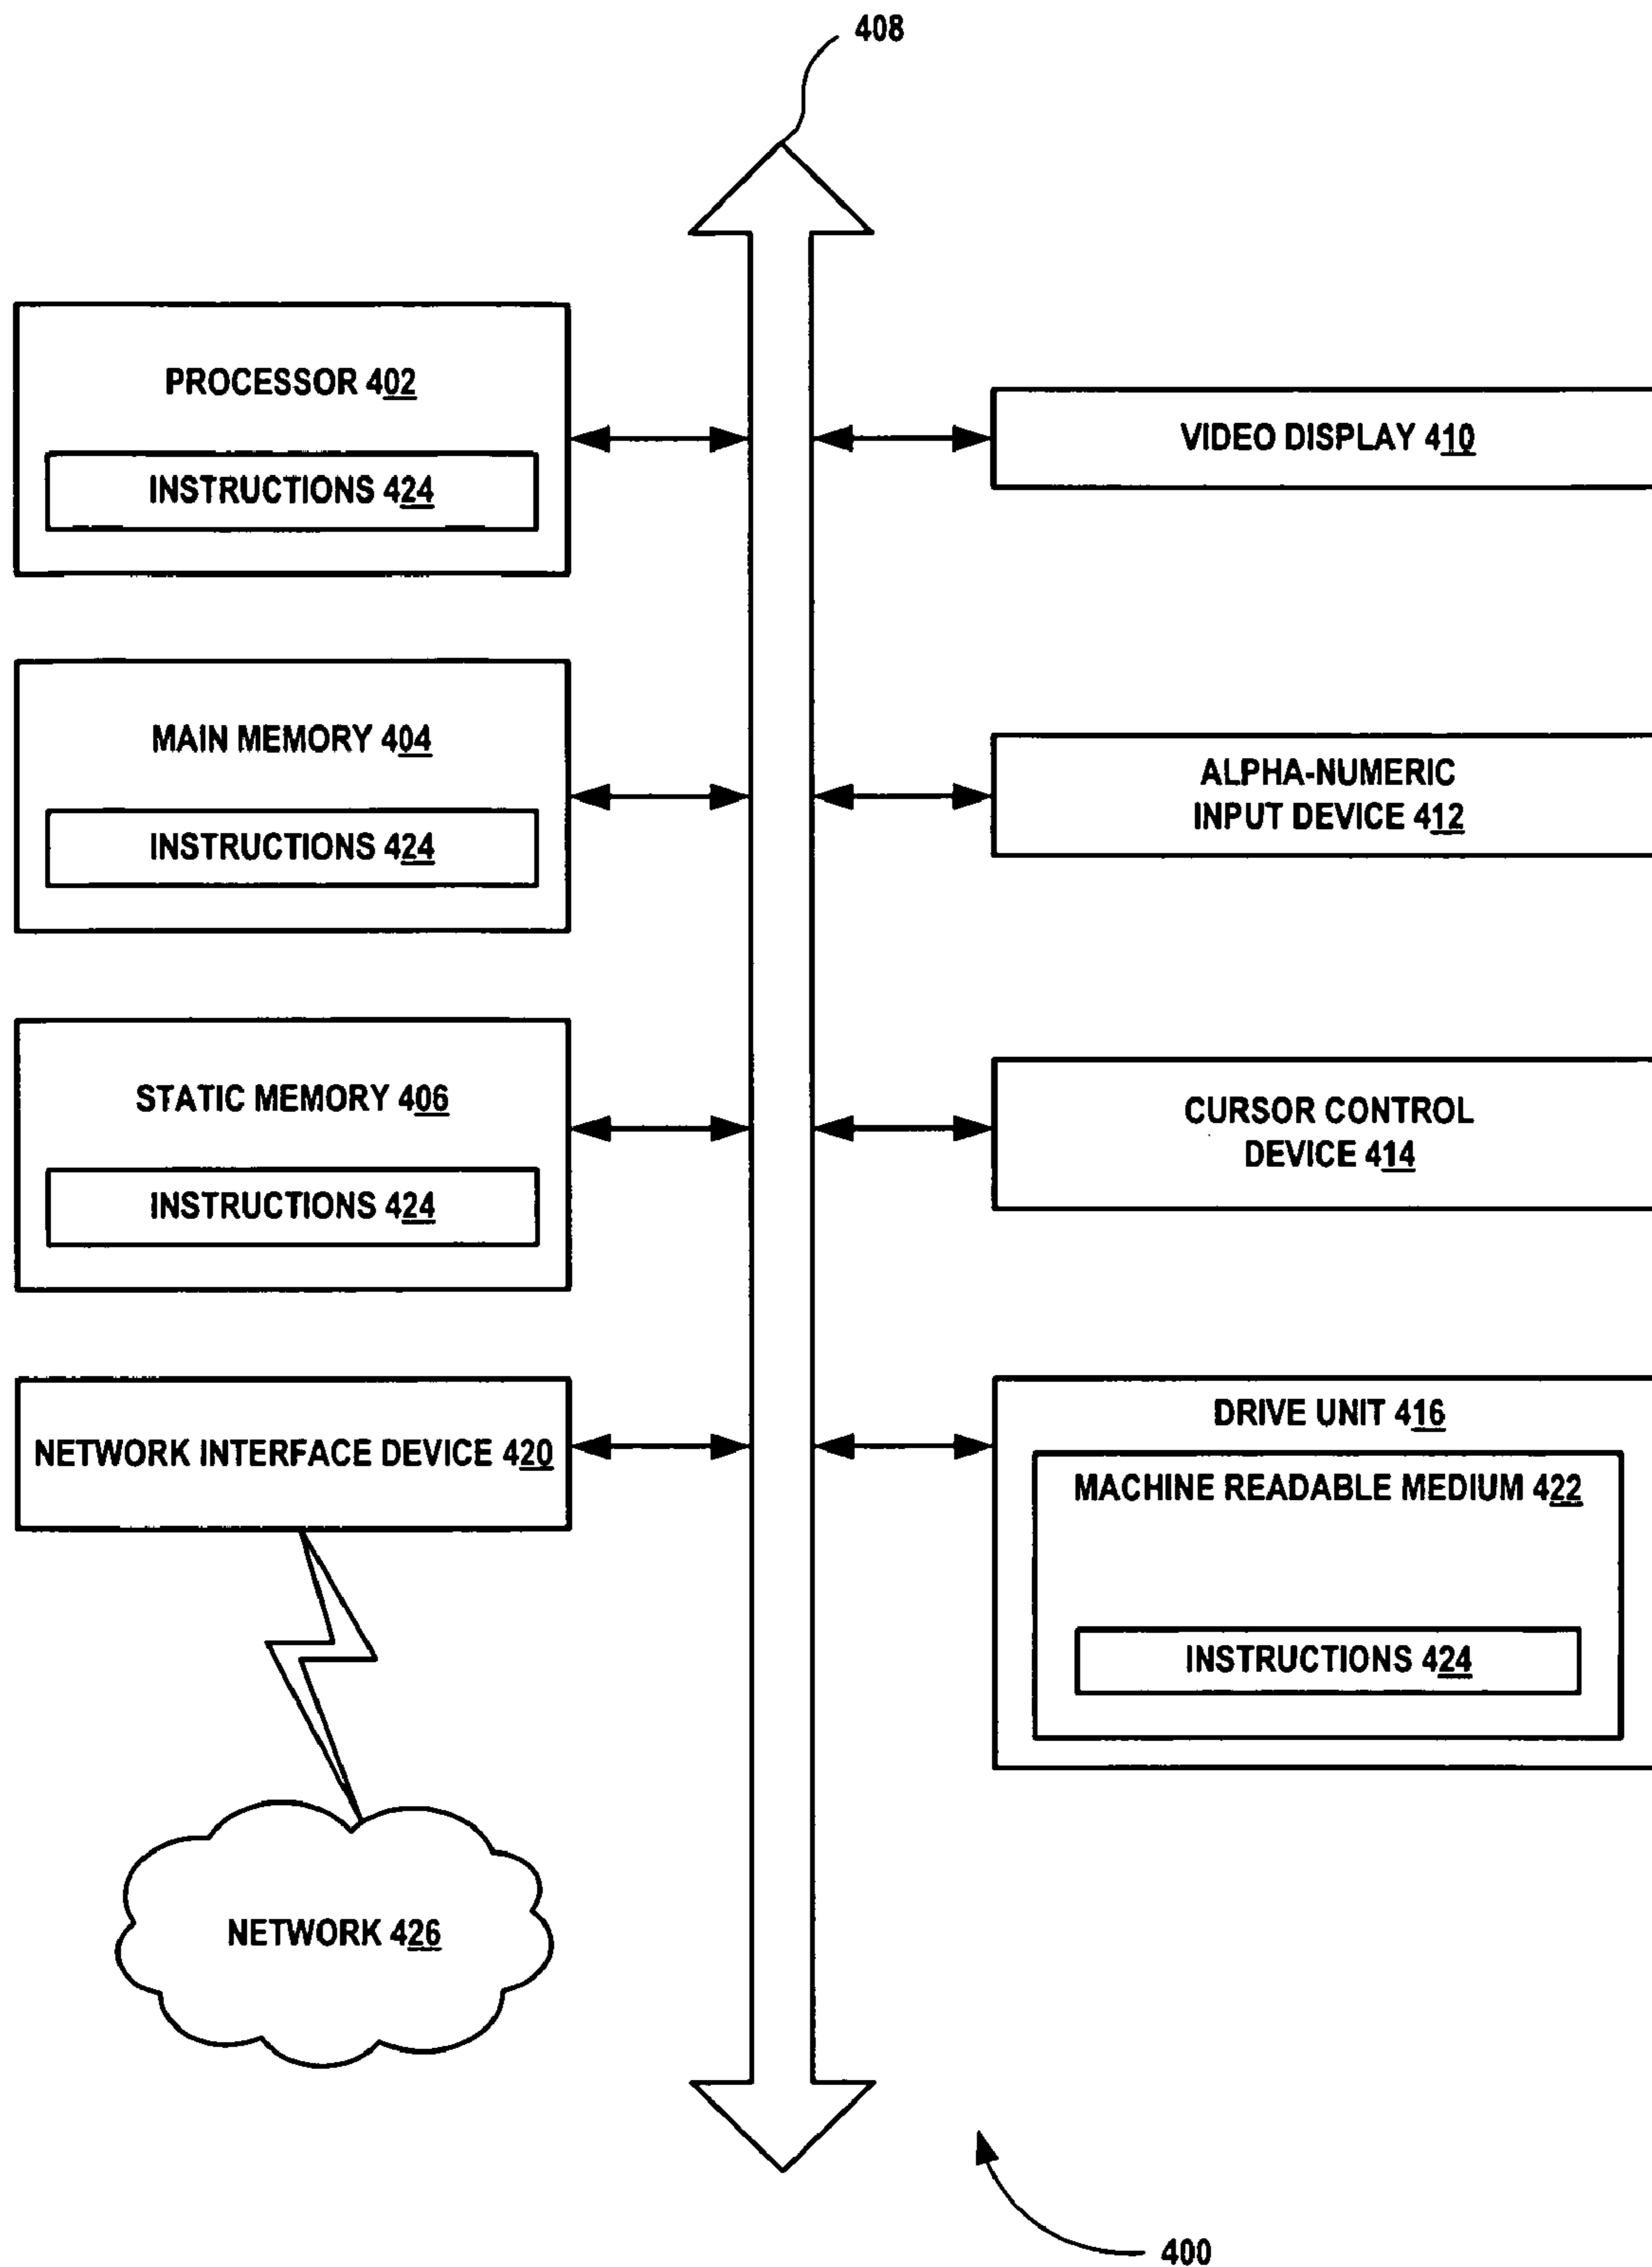 408
PROCESSOR 402
INSTRUCTIONS 424
VIDEO DISPLAY 410
MAIN MEMORY 404
INSTRUCTIONS 424
ALPHA-NUMERIC
INPUT DEVICE 412
STATIC MEMORY 406
INSTRUCTIONS 424
CURSOR CONTROL
DEVICE 414
NETWORK INTERFACE DEVICE 420
DRIVE UNIT 416
MACHINE READABLE MEDIUM 422
INSTRUCTIONS 424
NETWORK 426
400